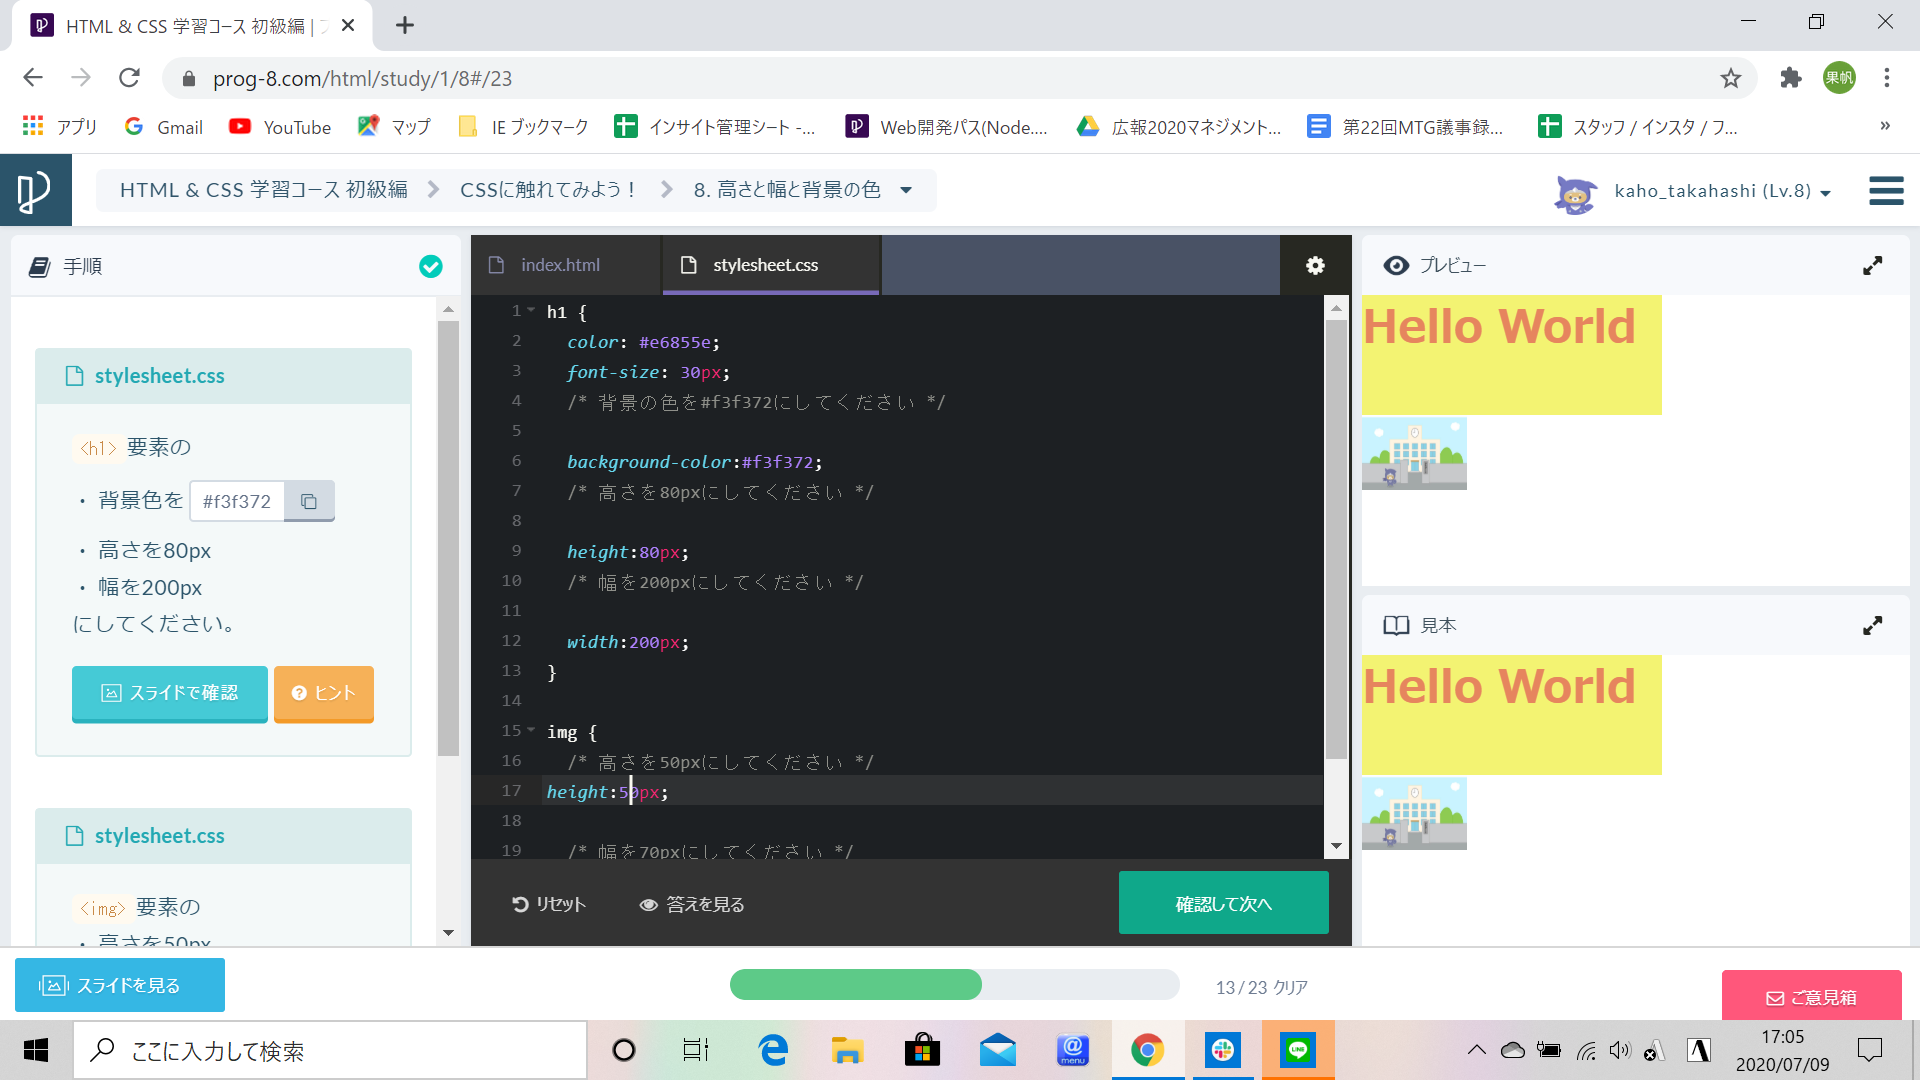 HTML & CSS 学習コース 初級編 |
prog-8.com/html/study/1/8#/23
果帆
アプリ
Gmail
YouTube
マップ
IE ブックマーク
インサイト管理シート -...
Web開発パス(Node....
広報2020マネジメント...
第22回MTG議事録...
スタッフ / インスタ / フ...
»
HTML & CSS 学習コース 初級編
CSSに触れてみよう！
8. 高さと幅と背景の色
kaho_takahashi (Lv.8)
手順
stylesheet.css
<h1> 要素の
・ 背景色を #f3f372
・ 高さを80px
・ 幅を200px
にしてください。
スライドで確認
ヒント
stylesheet.css
<img> 要素の
・ 高さを50px
index.html
stylesheet.css
1 h1 {
2 color: #e6855e;
3 font-size: 30px;
4 /* 背景の色を#f3f372にしてください */
5
6 background-color:#f3f372;
7 /* 高さを80pxにしてください */
8
9 height:80px;
10 /* 幅を200pxにしてください */
11
12 width:200px;
13 }
14
15 img {
16 /* 高さを50pxにしてください */
17 height:50px;
18
19 /* 幅を70pxにしてください */
リセット
答えを見る
確認して次へ
プレビュー
Hello World
見本
Hello World
スライドを見る
13 / 23 クリア
ご意見箱
ここに入力して検索
@
menu
LINE
A
17:05
2020/07/09